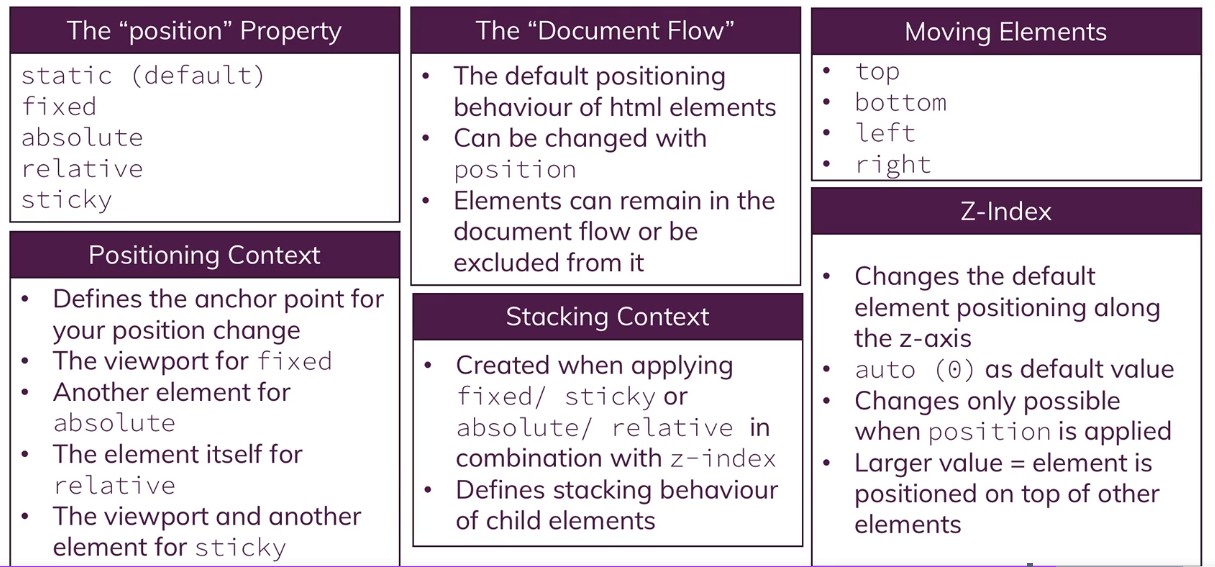 The “position” Property
static (default)
fixed
absolute
relative
sticky
Positioning Context
• Defines the anchor point for
your position change
• The viewport for fixed
• Another element for
absolute
• The element itself for
relative
• The viewport and another
element for sticky
The “Document Flow”
• The default positioning
behaviour of html elements
• Can be changed with
position
• Elements can remain in the
document flow or be
excluded from it
Stacking Context
• Created when applying
fixed/ sticky or
absolute/ relative in
combination with z-index
• Defines stacking behaviour
of child elements
Moving Elements
• top
• bottom
• left
• right
Z-Index
• Changes the default
element positioning along
the z-axis
• auto (0) as default value
• Changes only possible
when position is applied
• Larger value = element is
positioned on top of other
elements